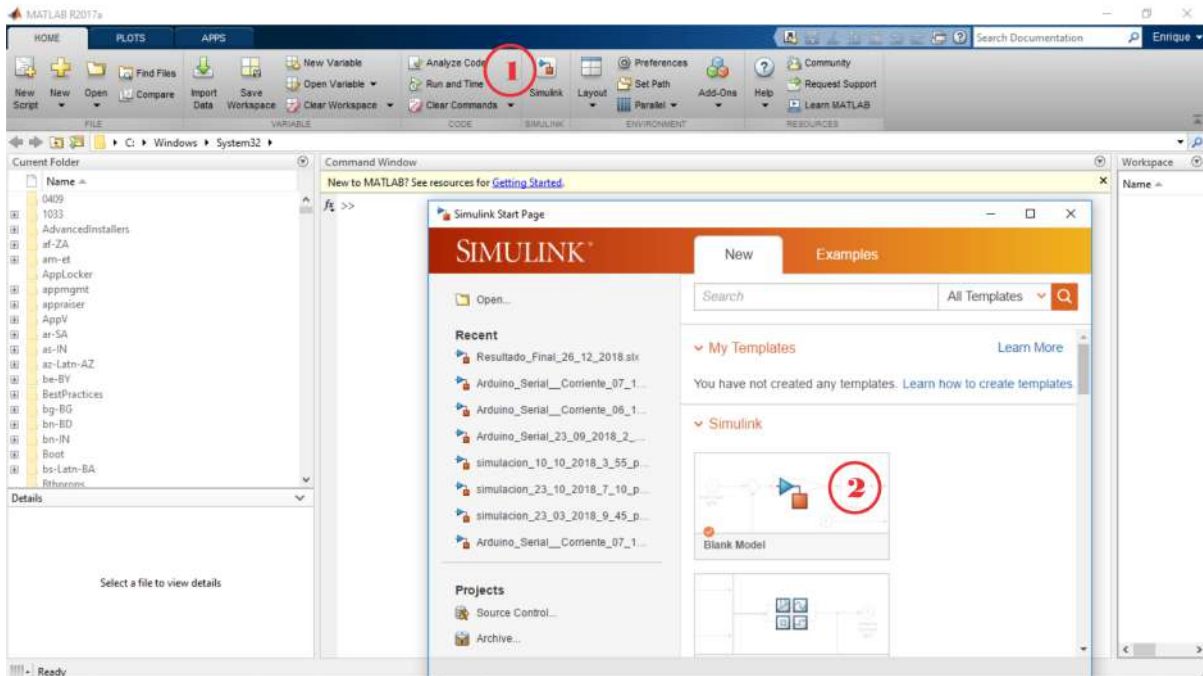 MATLAB R2017a
HOME PLOTS APPS
Search Documentation Enrique
New Script
New
Open
Find Files
Compare
Import Data
Save Workspace
New Variable
Open Variable
Clear Workspace
Analyze Code
Run and Time
Clear Commands
1
Simulink
Layout
Preferences
Set Path
Parallel
Add-Ons
Help
Community
Request Support
Learn MATLAB
FILE VARIABLE CODE SIMULINK ENVIRONMENT RESOURCES
C: Windows System32
Current Folder
Name
0409
1033
AdvancedInstallers
af-ZA
am-et
AppLocker
appmgmt
appraiser
AppV
ar-SA
as-IN
az-Latn-AZ
be-BY
BestPractices
bg-BG
bn-BD
bn-IN
Boot
bs-Latn-BA
Bthprops
Details
Select a file to view details
Command Window
New to MATLAB? See resources for Getting Started.
fx >>
Workspace
Name
Simulink Start Page
SIMULINK®
New Examples
Open...
Recent
Resultado_Final_26_12_2018.slx
Arduino_Serial__Corriente_07_1...
Arduino_Serial__Corriente_06_1...
Arduino_Serial_23_09_2018_2_...
simulacion_10_10_2018_3_55_p...
simulacion_23_10_2018_7_10_p...
simulacion_23_03_2018_9_45_p...
Arduino_Serial__Corriente_07_1...
Projects
Source Control...
Archive...
Search All Templates
My Templates Learn More
You have not created any templates. Learn how to create templates.
Simulink
2
Blank Model
Ready